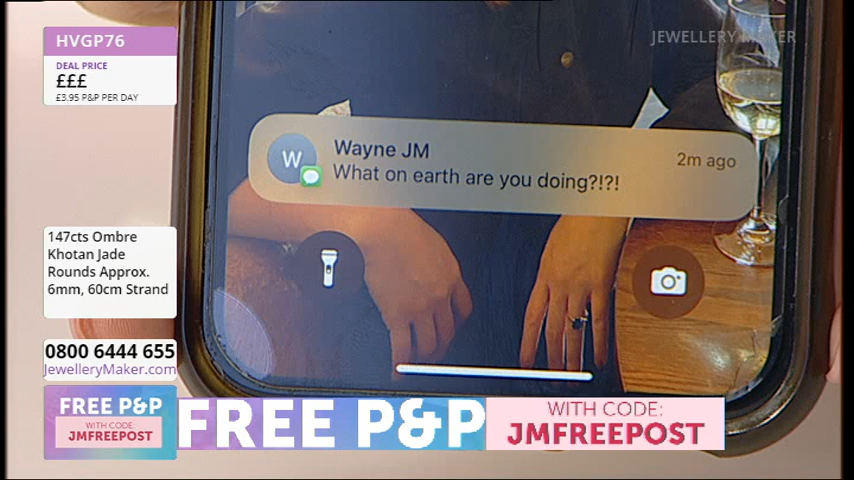 HVGP76
DEAL PRICE
£££
£3.95 P&P PER DAY
JEWELLERY MAKER
W
Wayne JM
2m ago
What on earth are you doing?!?!
147cts Ombre
Khotan Jade
Rounds Approx.
6mm, 60cm Strand
0800 6444 655
JewelleryMaker.com
FREE P&P
WITH CODE:
JMFREEPOST
FREE P&P
WITH CODE:
JMFREEPOST